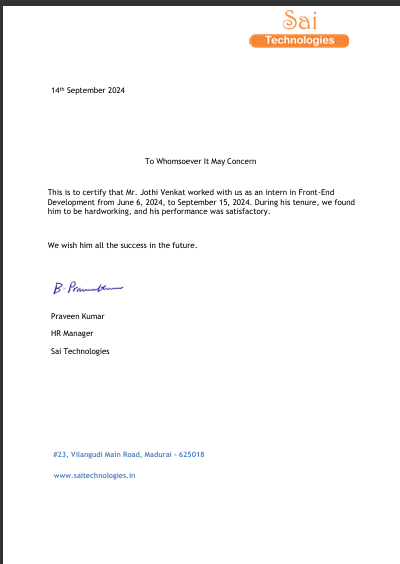 Sai
Technologies
14th September 2024
To Whomsoever It May Concern
This is to certify that Mr. Jothi Venkat worked with us as an intern in Front-End
Development from June 6, 2024, to September 15, 2024. During his tenure, we found
him to be hardworking, and his performance was satisfactory.
We wish him all the success in the future.
B.
Praveen Kumar
HR Manager
Sai Technologies
#23, Vilangudi Main Road, Madurai - 625018
www.saitechnologies.in